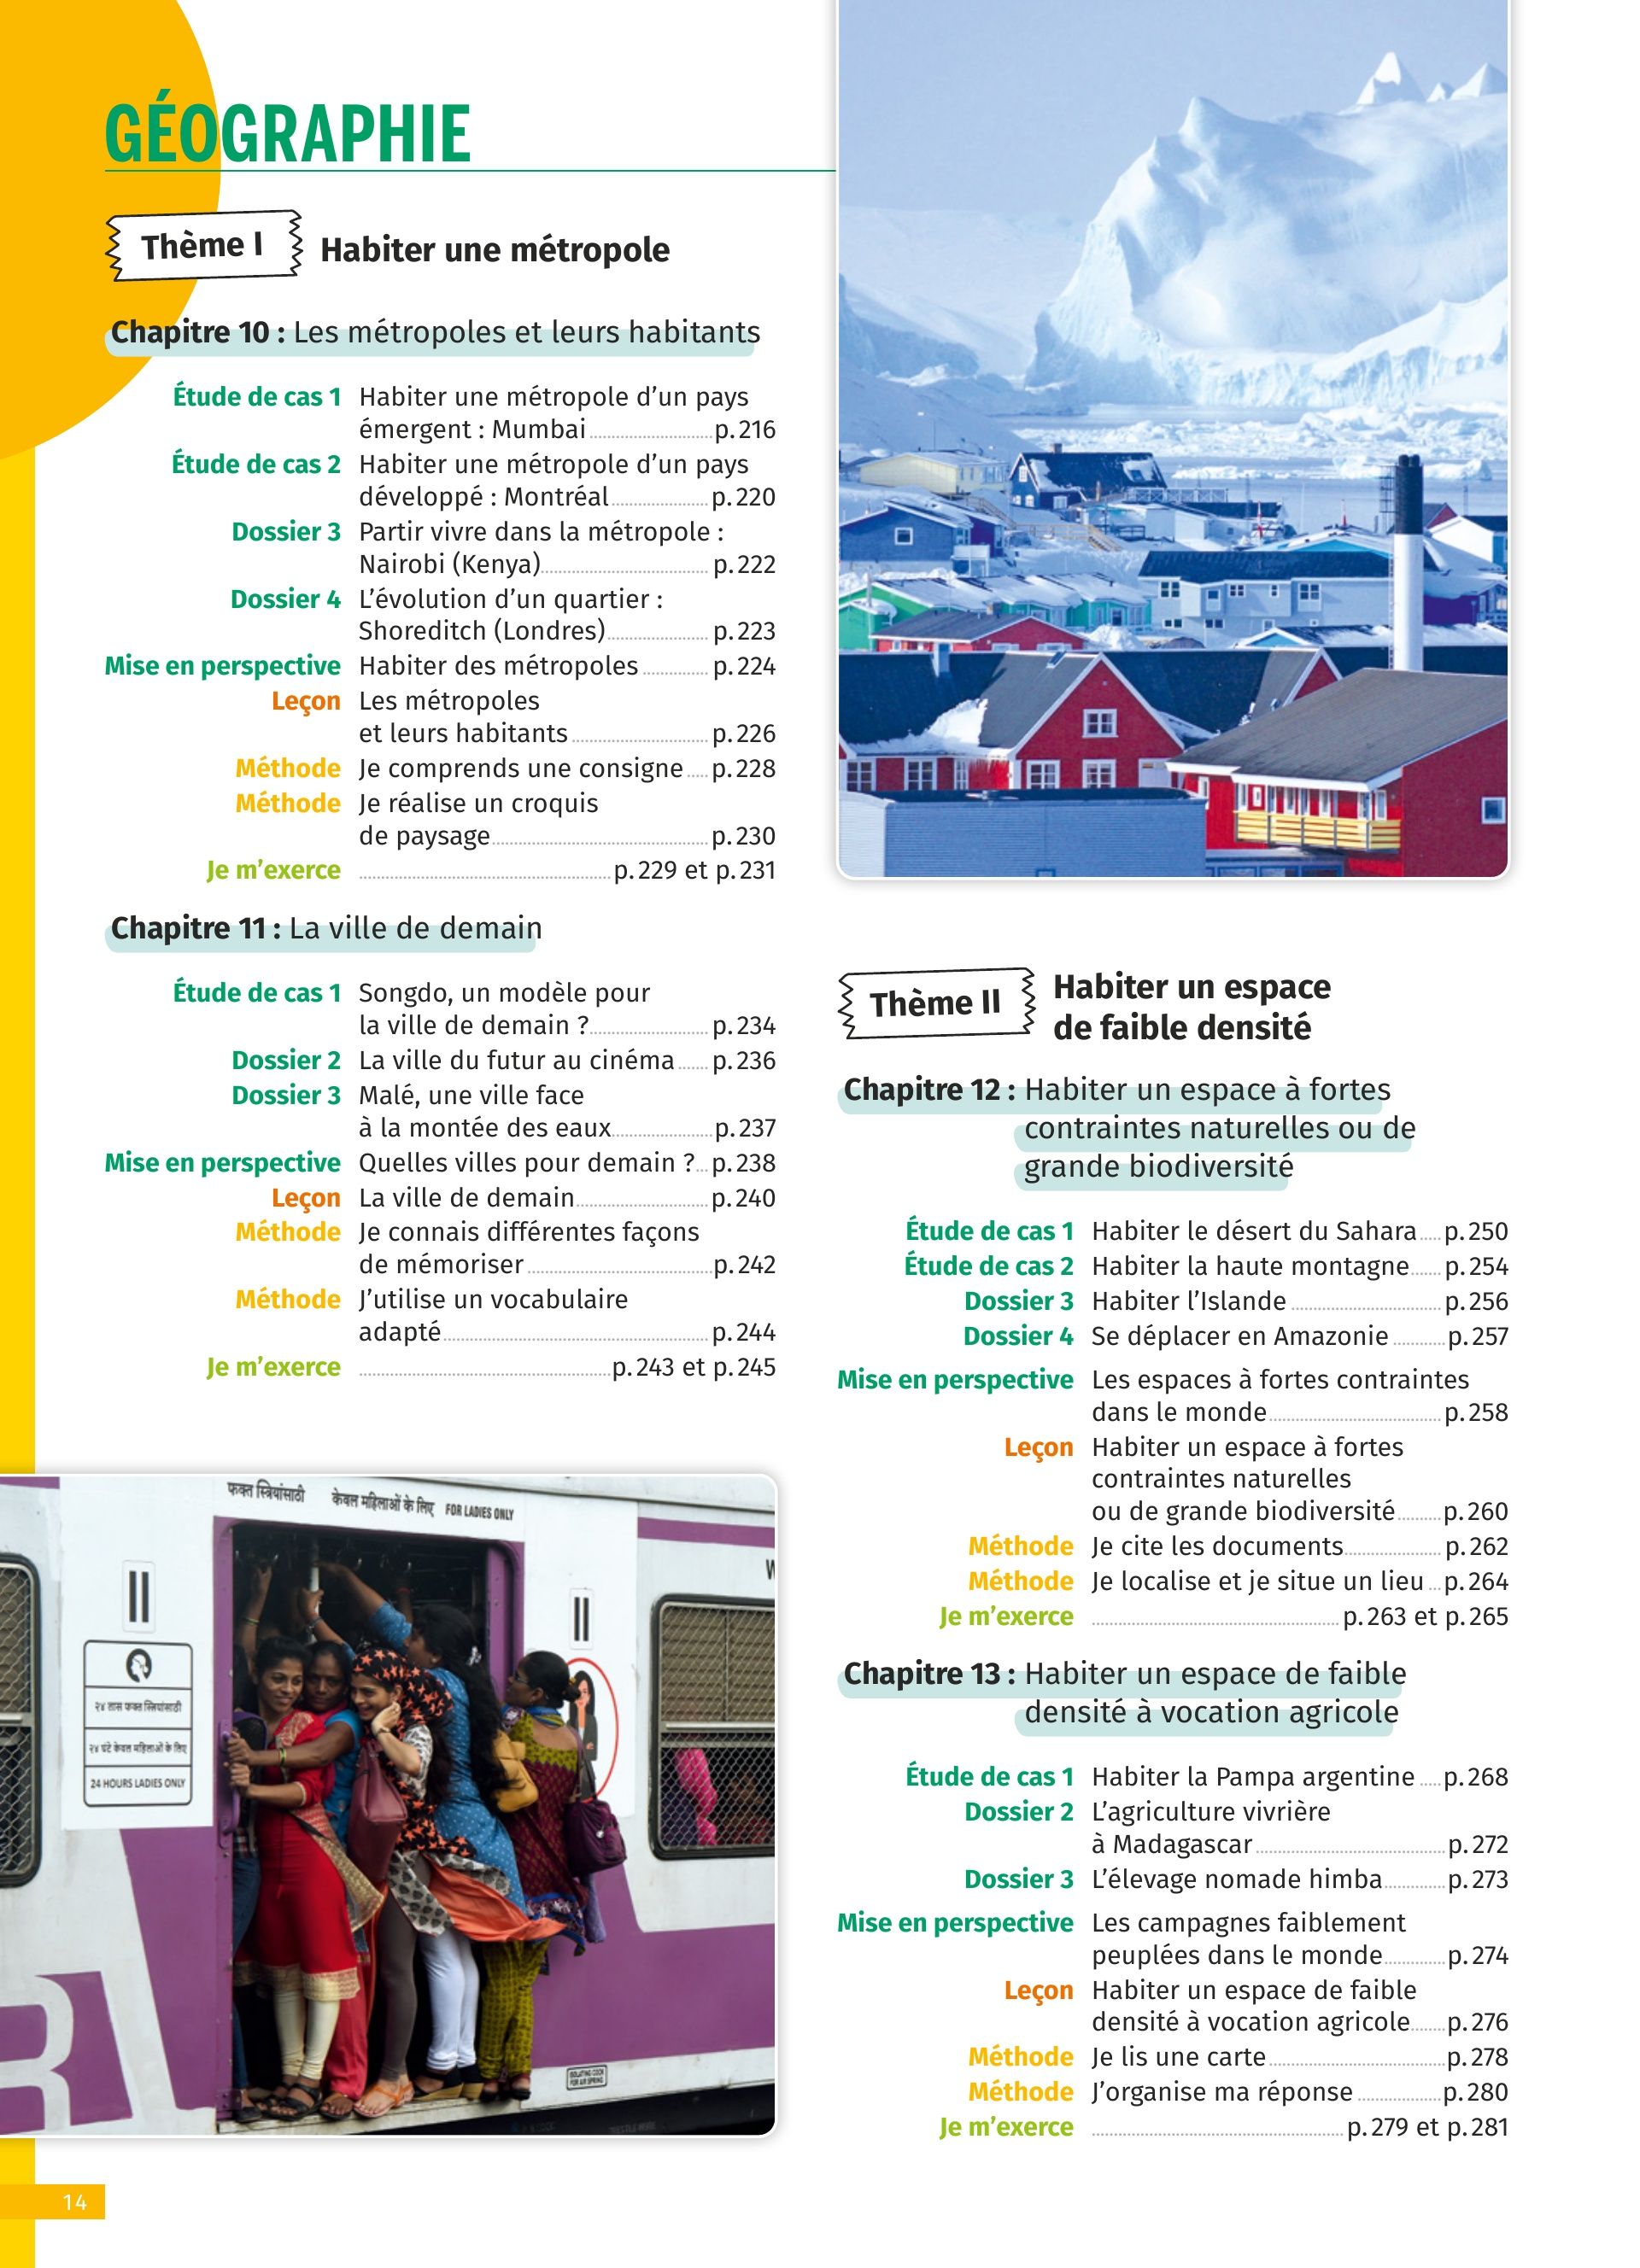 GÉOGRAPHIE
Thème I
Habiter une métropole
Chapitre 10 : Les métropoles et leurs habitants
Étude de cas 1 Habiter une métropole d’un pays
émergent : Mumbai p. 216
Étude de cas 2 Habiter une métropole d’un pays
développé : Montréal p. 220
Dossier 3 Partir vivre dans la métropole :
Nairobi (Kenya) p. 222
Dossier 4 L’évolution d’un quartier :
Shoreditch (Londres) p. 223
Mise en perspective Habiter des métropoles p. 224
Leçon Les métropoles
et leurs habitants p. 226
Méthode Je comprends une consigne p. 228
Méthode Je réalise un croquis
de paysage p. 230
Je m’exerce p. 229 et p. 231
Chapitre 11 : La ville de demain
Étude de cas 1 Songdo, un modèle pour
la ville de demain ? p. 234
Dossier 2 La ville du futur au cinéma p. 236
Dossier 3 Malé, une ville face
à la montée des eaux p. 237
Mise en perspective Quelles villes pour demain ? p. 238
Leçon La ville de demain p. 240
Méthode Je connais différentes façons
de mémoriser p. 242
Méthode J’utilise un vocabulaire
adapté p. 244
Je m’exerce p. 243 et p. 245
फक्त स्त्रियांसाठी केवल महिलाओं के लिए FOR LADIES ONLY
II
II
२४ तास फक्त स्त्रियांसाठी
२४ घंटे केवल महिलाओं के लिए
24 HOURS LADIES ONLY
ISOLATING COCK
FOR AIR SPRING
Thème II
Habiter un espace
de faible densité
Chapitre 12 : Habiter un espace à fortes
contraintes naturelles ou de
grande biodiversité
Étude de cas 1 Habiter le désert du Sahara p. 250
Étude de cas 2 Habiter la haute montagne p. 254
Dossier 3 Habiter l’Islande p. 256
Dossier 4 Se déplacer en Amazonie p. 257
Mise en perspective Les espaces à fortes contraintes
dans le monde p. 258
Leçon Habiter un espace à fortes
contraintes naturelles
ou de grande biodiversité p. 260
Méthode Je cite les documents p. 262
Méthode Je localise et je situe un lieu p. 264
Je m’exerce p. 263 et p. 265
Chapitre 13 : Habiter un espace de faible
densité à vocation agricole
Étude de cas 1 Habiter la Pampa argentine p. 268
Dossier 2 L’agriculture vivrière
à Madagascar p. 272
Dossier 3 L’élevage nomade himba p. 273
Mise en perspective Les campagnes faiblement
peuplées dans le monde p. 274
Leçon Habiter un espace de faible
densité à vocation agricole p. 276
Méthode Je lis une carte p. 278
Méthode J’organise ma réponse p. 280
Je m’exerce p. 279 et p. 281
14